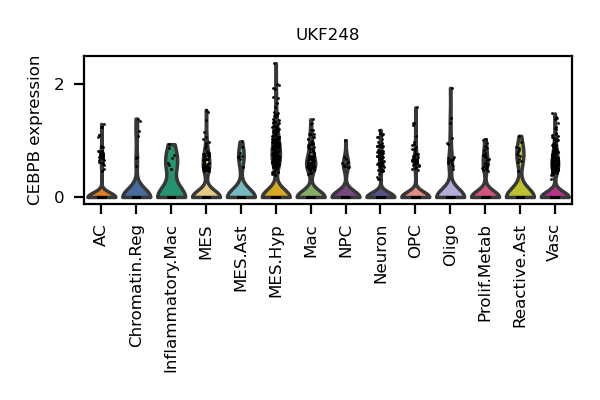 UKF248
CEBPB expression
2
0
AC
Chromatin.Reg
Inflammatory.Mac
MES
MES.Ast
MES.Hyp
Mac
NPC
Neuron
OPC
Oligo
Prolif.Metab
Reactive.Ast
Vasc